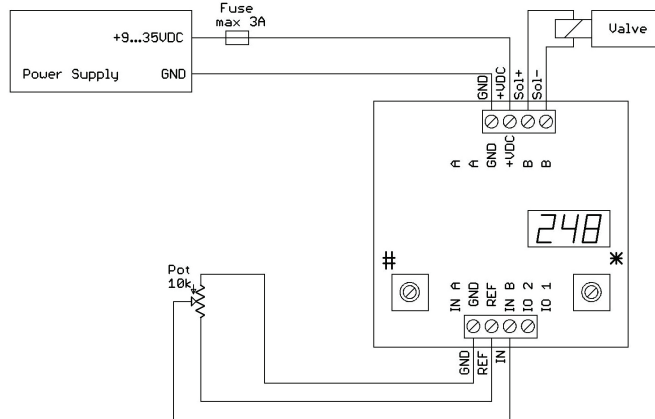 Fuse
max 3A
+9...35VDC
Power Supply
GND
Valve
GND
+VDC
Sol+
Sol-
A
A
GND
+VDC
B
B
248
#
*
Pot
10k
IN A
GND
REF
IN B
IO 2
IO 1
GND
REF
IN